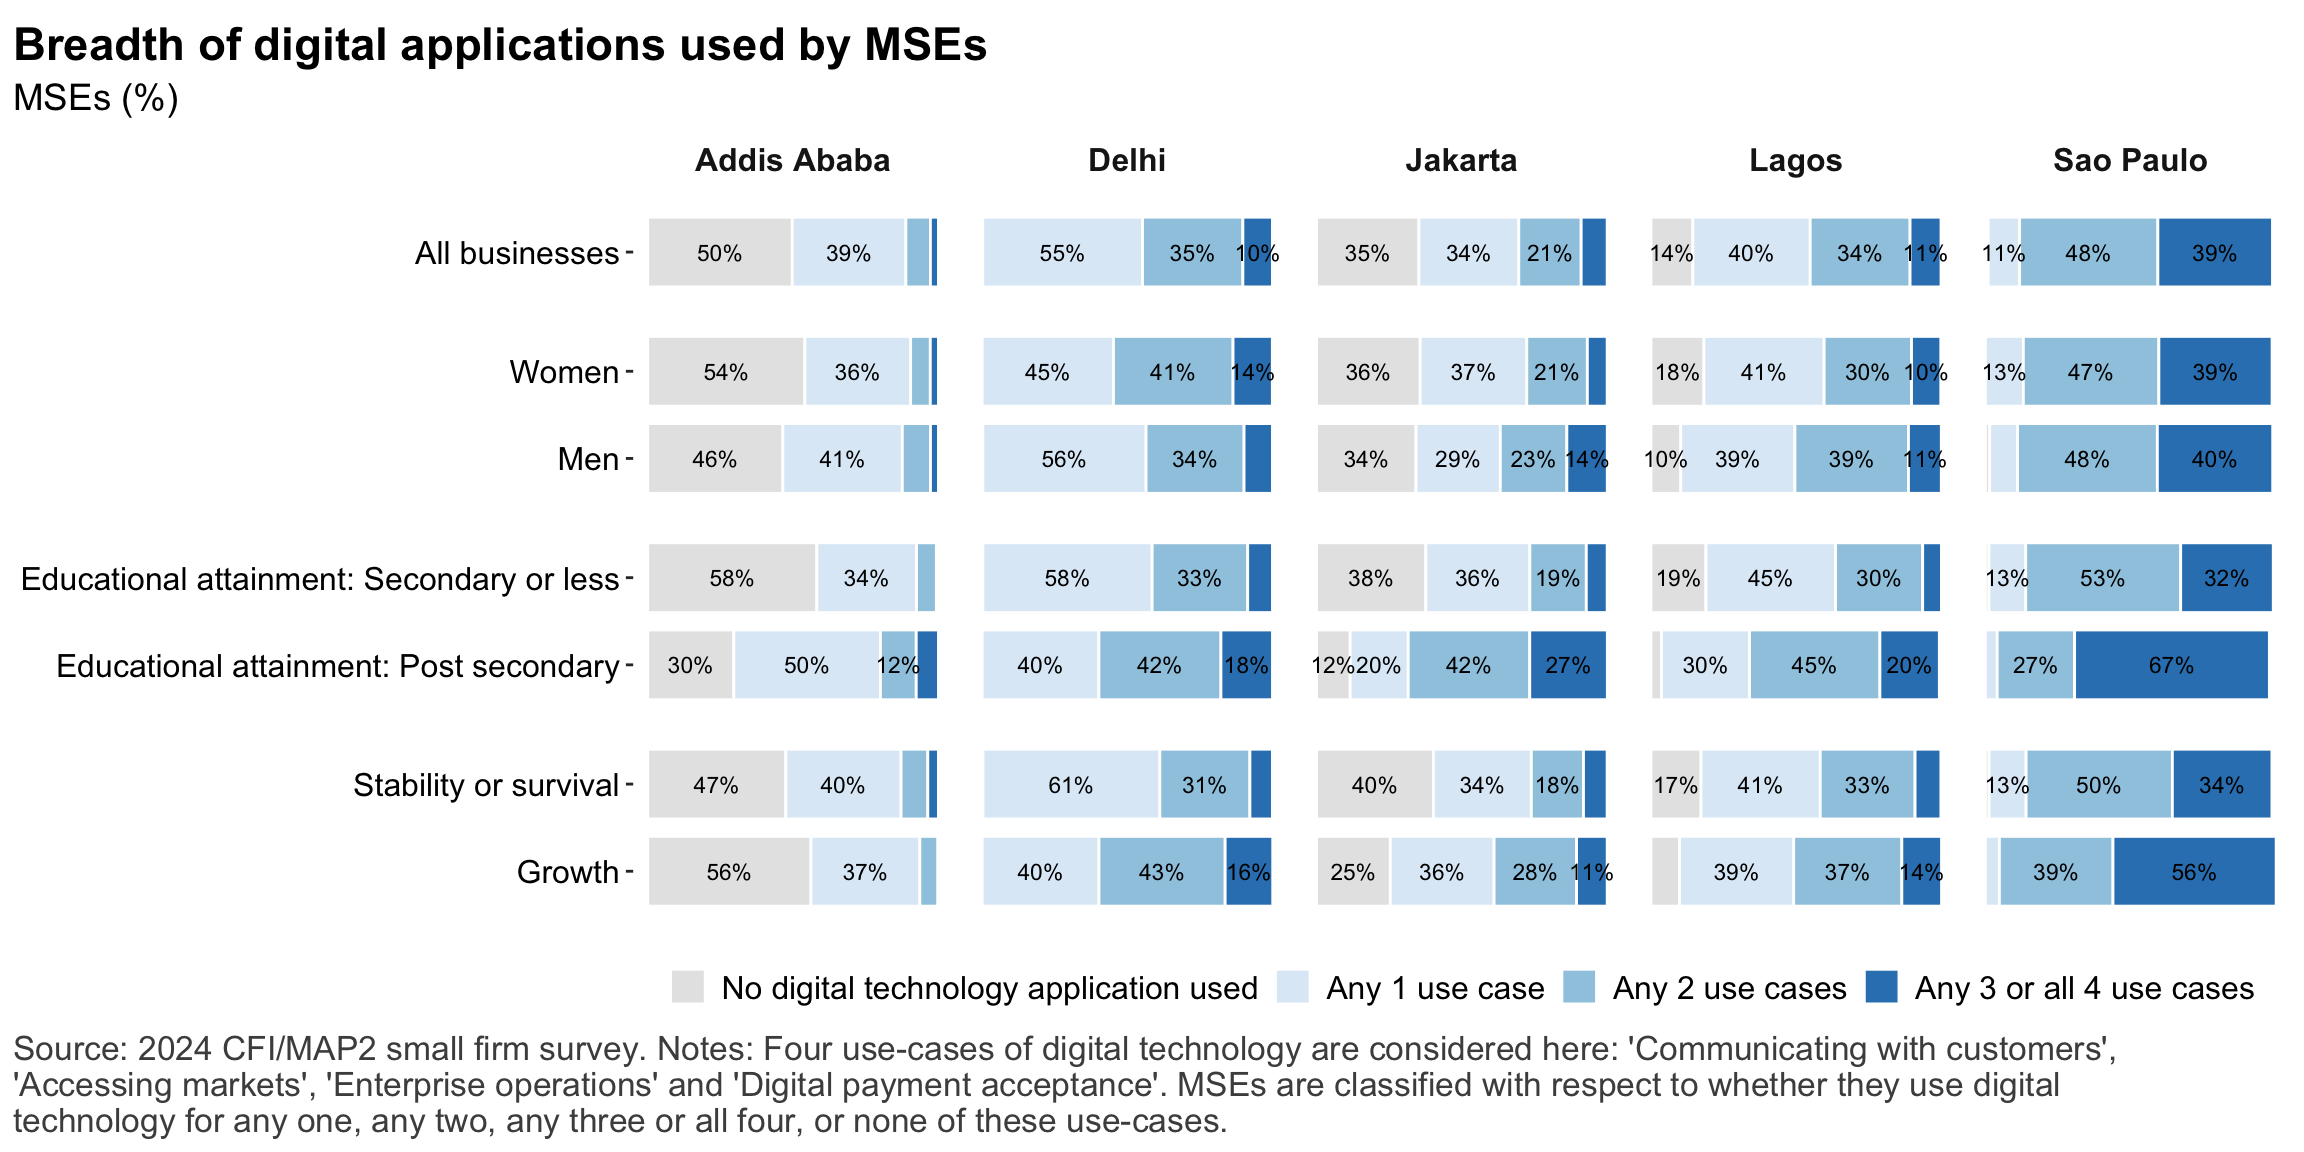 Breadth of digital applications used by MSEs
MSEs (%)
Addis Ababa Delhi Jakarta Lagos Sao Paulo
All businesses 50% 39% 55% 35% 10% 35% 34% 21% 14% 40% 34% 11% 11% 48% 39%
Women 54% 36% 45% 41% 14% 36% 37% 21% 18% 41% 30% 10% 13% 47% 39%
Men 46% 41% 56% 34% 34% 29% 23% 14% 10% 39% 39% 11% 48% 40%
Educational attainment: Secondary or less 58% 34% 58% 33% 38% 36% 19% 19% 45% 30% 13% 53% 32%
Educational attainment: Post secondary 30% 50% 12% 40% 42% 18% 12% 20% 42% 27% 30% 45% 20% 27% 67%
Stability or survival 47% 40% 61% 31% 40% 34% 18% 17% 41% 33% 13% 50% 34%
Growth 56% 37% 40% 43% 16% 25% 36% 28% 11% 39% 37% 14% 39% 56%
No digital technology application used Any 1 use case Any 2 use cases Any 3 or all 4 use cases
Source: 2024 CFI/MAP2 small firm survey. Notes: Four use-cases of digital technology are considered here: 'Communicating with customers',
'Accessing markets', 'Enterprise operations' and 'Digital payment acceptance'. MSEs are classified with respect to whether they use digital
technology for any one, any two, any three or all four, or none of these use-cases.